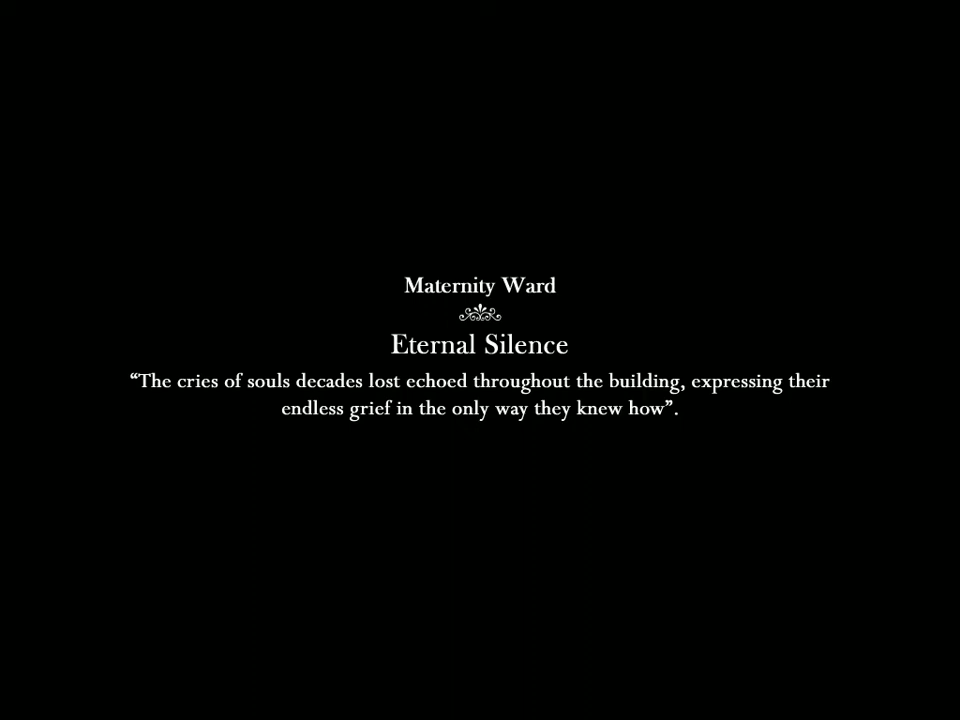 Maternity Ward
Eternal Silence
“The cries of souls decades lost echoed throughout the building, expressing their
endless grief in the only way they knew how”.